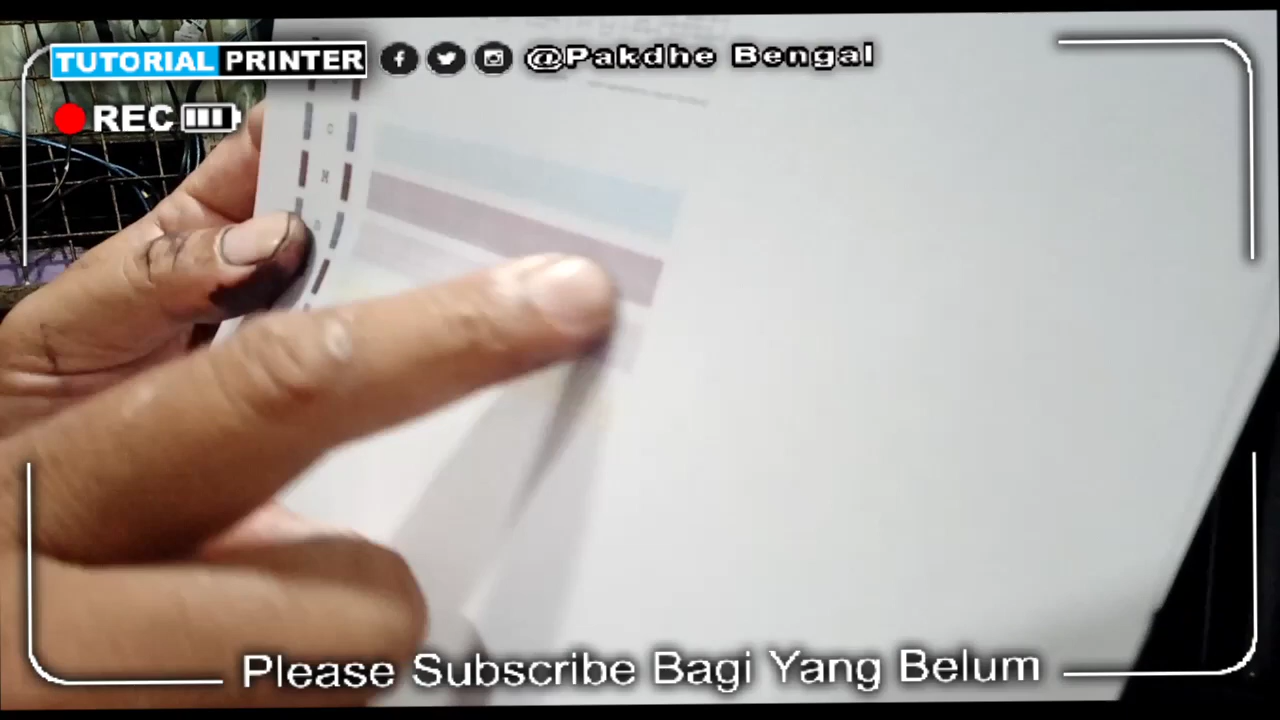 TUTORIAL PRINTER @Pakdhe Bengal
REC
C
M
Please Subscribe Bagi Yang Belum